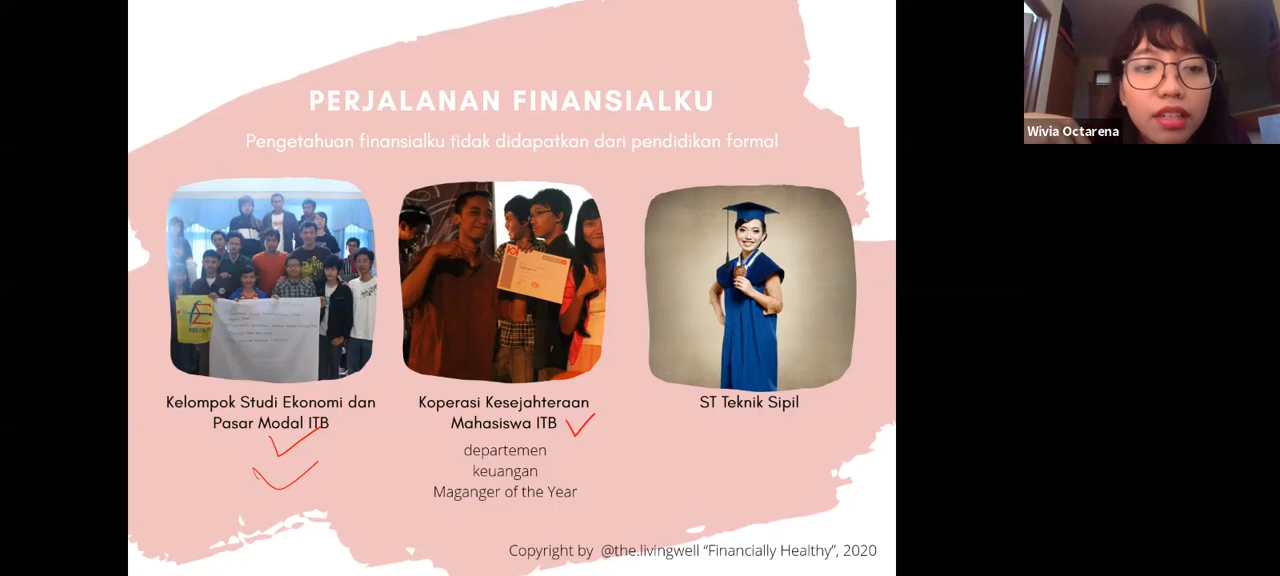 PERJALANAN FINANSIALKU
Pengetahuan finansialku tidak didapatkan dari pendidikan formal
Wivia Octarena
Kelompok Studi Ekonomi dan
Pasar Modal ITB
Koperasi Kesejahteraan
Mahasiswa ITB
departemen
keuangan
Maganger of the Year
ST Teknik Sipil
Copyright by @the.livingwell “Financially Healthy”, 2020